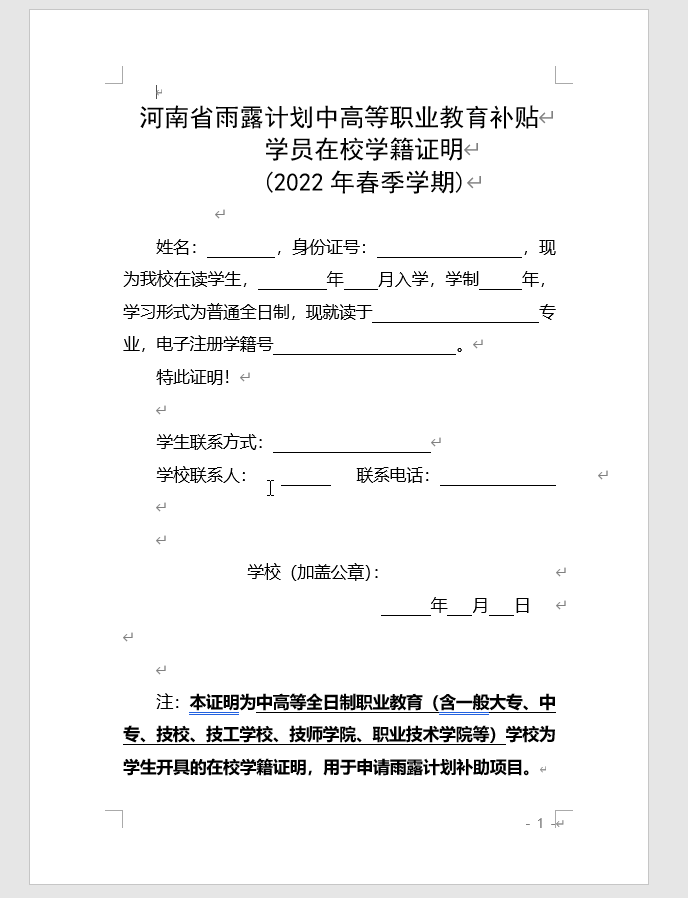 河南省雨露计划中高等职业教育补贴
学员在校学籍证明
(2022 年春季学期)
姓名：________，身份证号：_________________，现
为我校在读学生，________年____月入学，学制_____年，
学习形式为普通全日制，现就读于____________________专
业，电子注册学籍号______________________。
特此证明！
学生联系方式：___________________
学校联系人： ______ 联系电话：______________
学校（加盖公章）：
______年___月___日
注：本证明为中高等全日制职业教育（含一般大专、中
专、技校、技工学校、技师学院、职业技术学院等）学校为
学生开具的在校学籍证明，用于申请雨露计划补助项目。
- 1 -